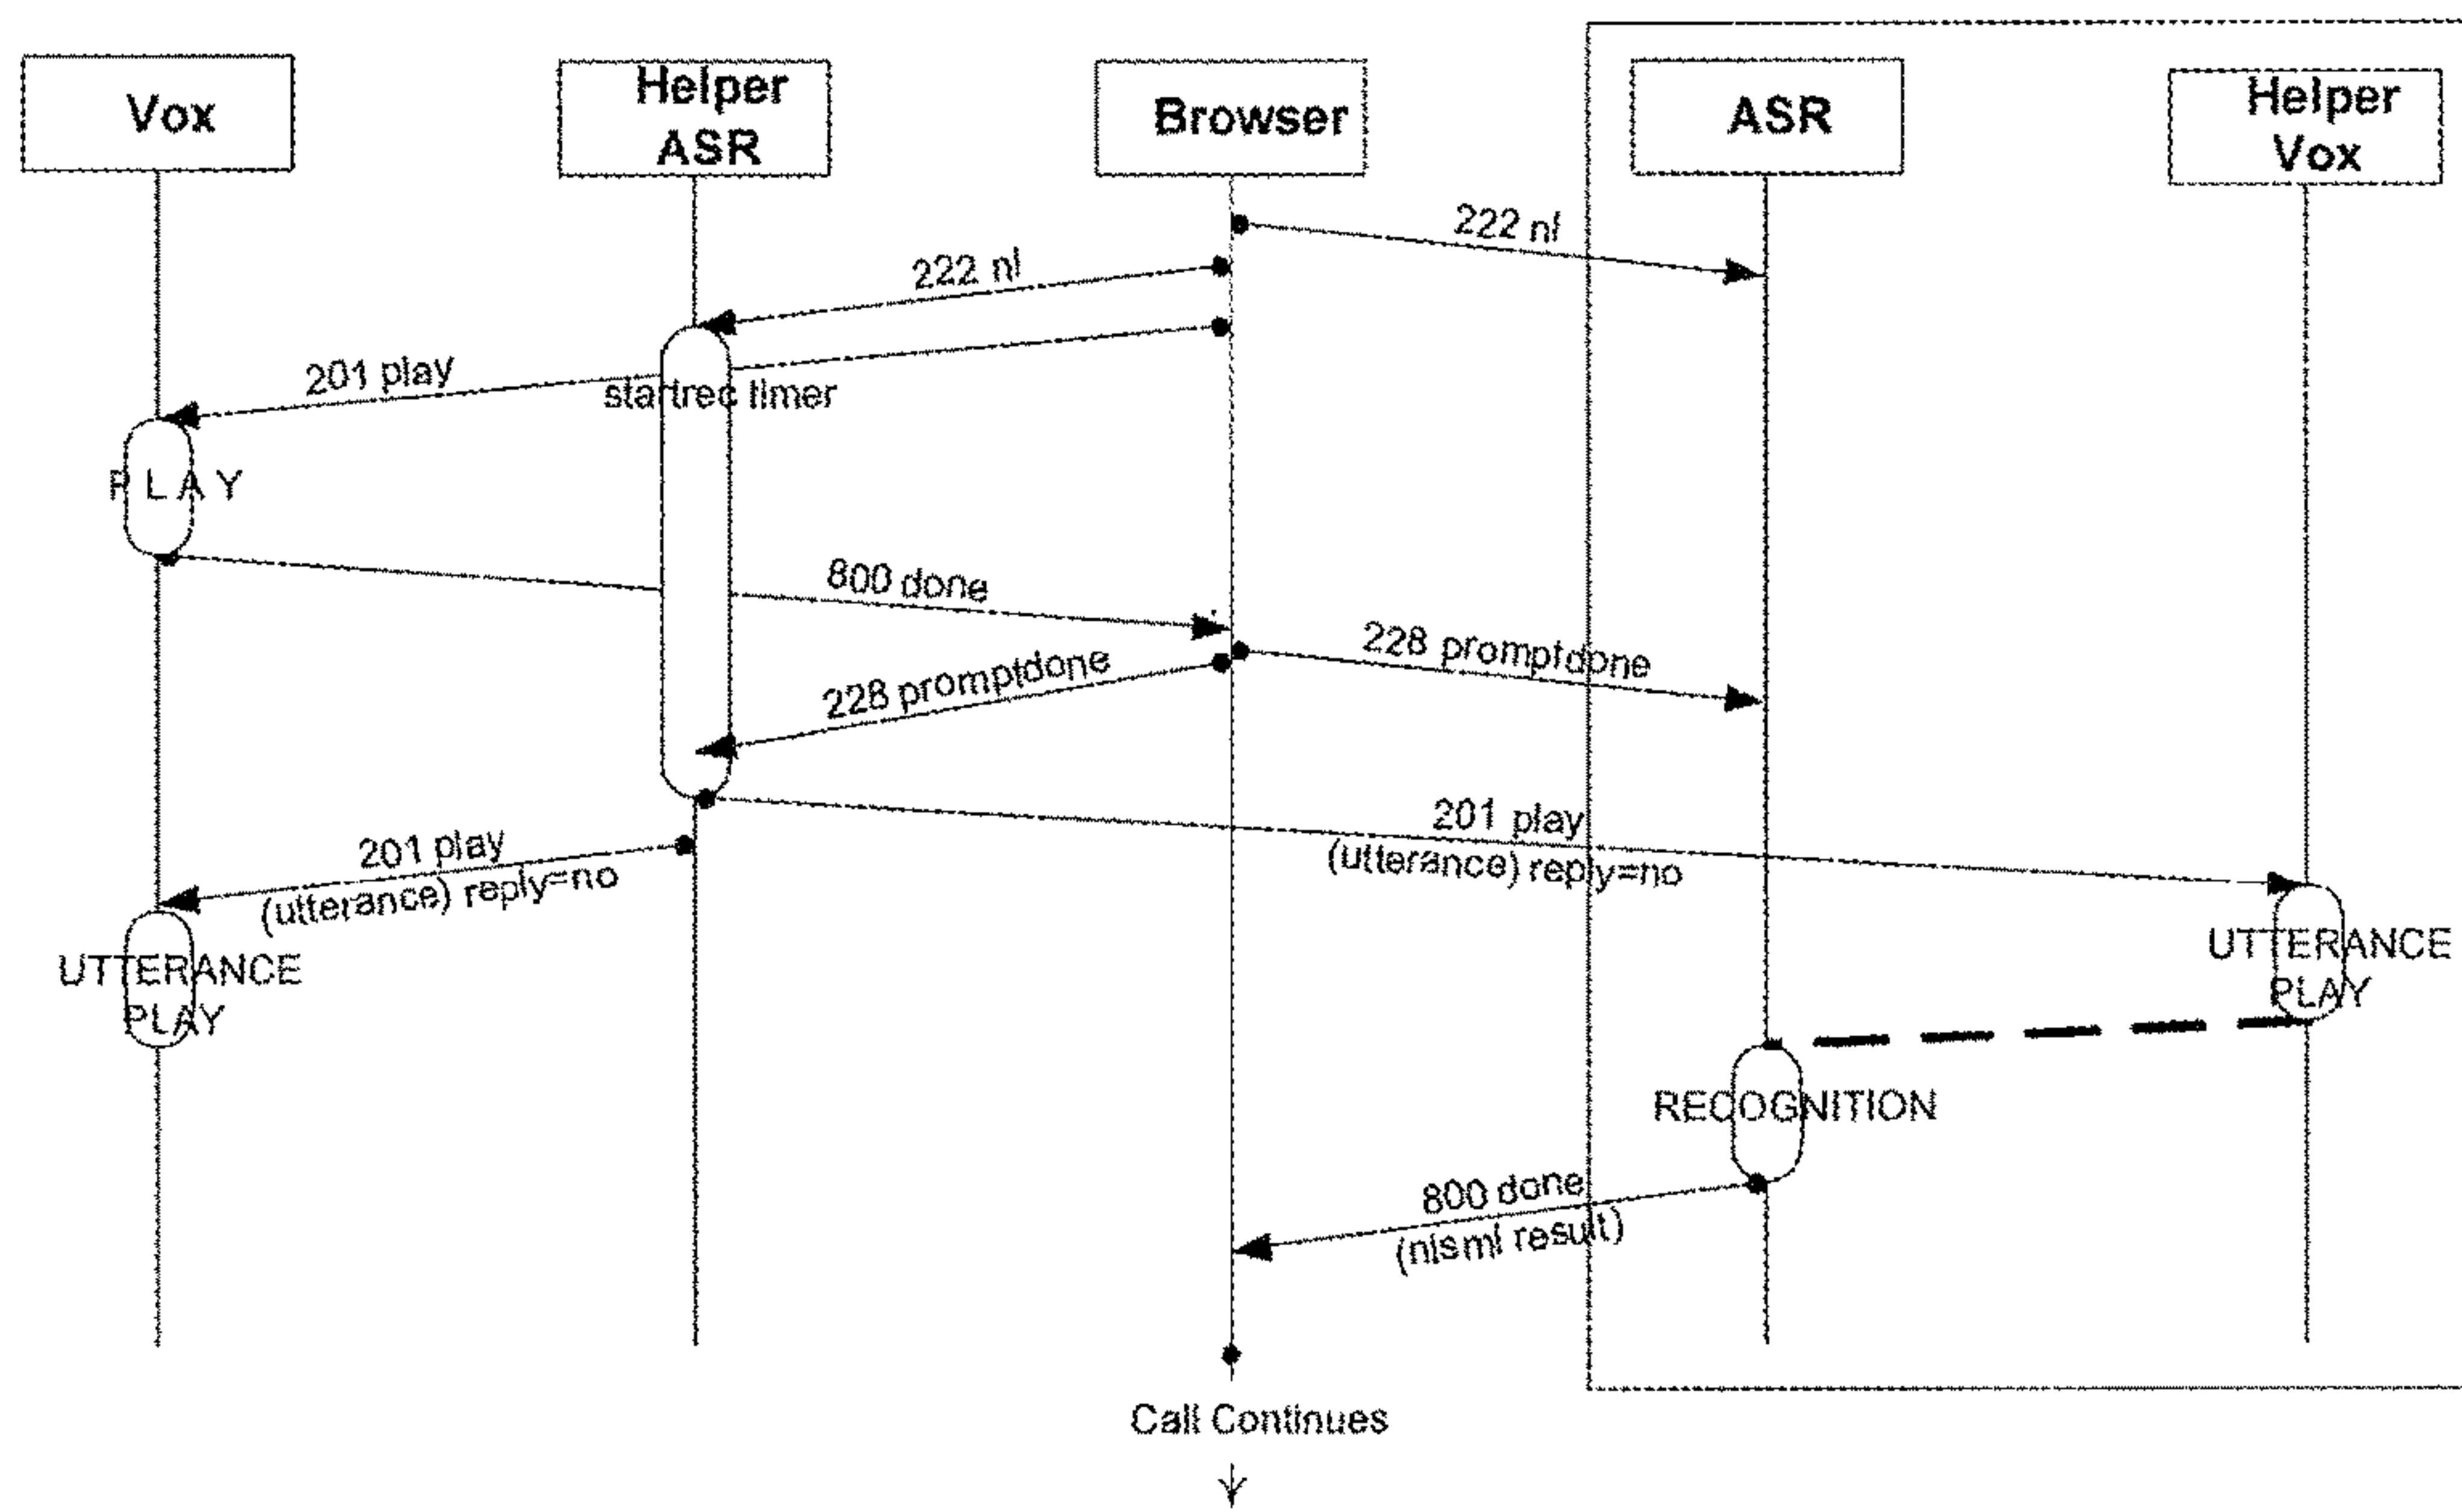 Vox
Helper
ASR
Browser
ASR
Helper
Vox
222 nl
222 nl
201 play
startrec timer
PLAY
800 done
228 promptdone
228 promptdone
201 play
(utterance) reply=no
201 play
(utterance) reply=no
UTTERANCE
PLAY
UTTERANCE
PLAY
RECOGNITION
800 done
(nlsml result)
Call Continues